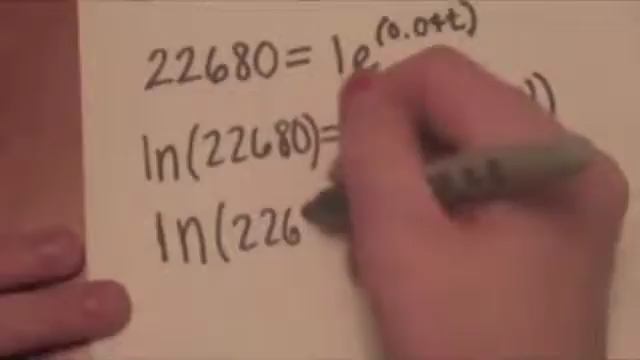 22680 = 1e^(0.04t)
ln(22680)=
ln(226